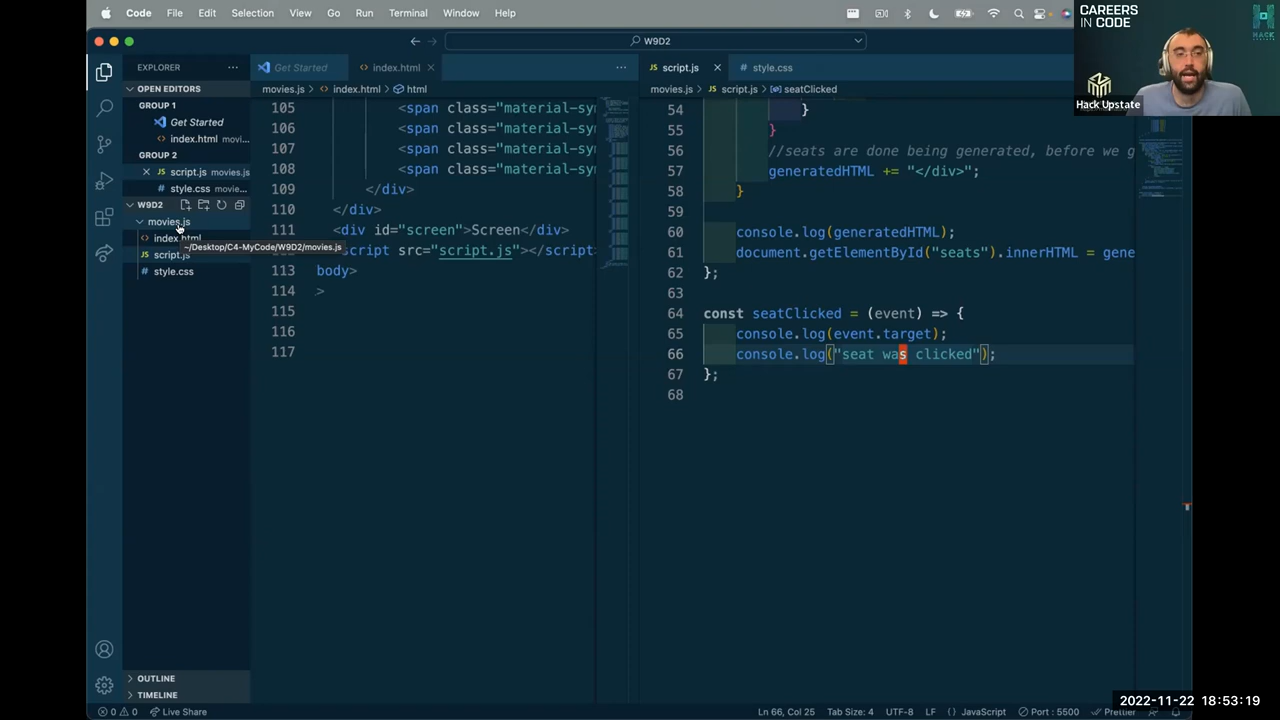 Code File Edit Selection View Go Run Terminal Window Help
W9D2
CAREERS
IN CODE
HACK
UPSTATE
Hack Upstate
EXPLORER
OPEN EDITORS
GROUP 1
Get Started
index.html movi...
GROUP 2
script.js movies.js
style.css movie...
W9D2
movies.js
index.html
~/Desktop/C4-MyCode/W9D2/movies.js
script.js
style.css
OUTLINE
TIMELINE
Get Started
index.html
movies.js > index.html > html
105 <span class="material-sy
106 <span class="material-sy
107 <span class="material-sy
108 <span class="material-sy
109 </div>
110 </div>
111 <div id="screen">Screen</div>
script src="script.js"></script
113 body>
114 >
115
116
117
script.js
style.css
movies.js > script.js > seatClicked
54 }
55 }
56 //seats are done being generated, before we g
57 generatedHTML += "</div>";
58 }
59
60 console.log(generatedHTML);
61 document.getElementById("seats").innerHTML = gene
62 };
63
64 const seatClicked = (event) => {
65 console.log(event.target);
66 console.log("seat was clicked");
67 };
68
0 0 Live Share
Ln 66, Col 25 Tab Size: 4 UTF-8 LF JavaScript Port : 5500 Prettier
2022-11-22 18:53:19